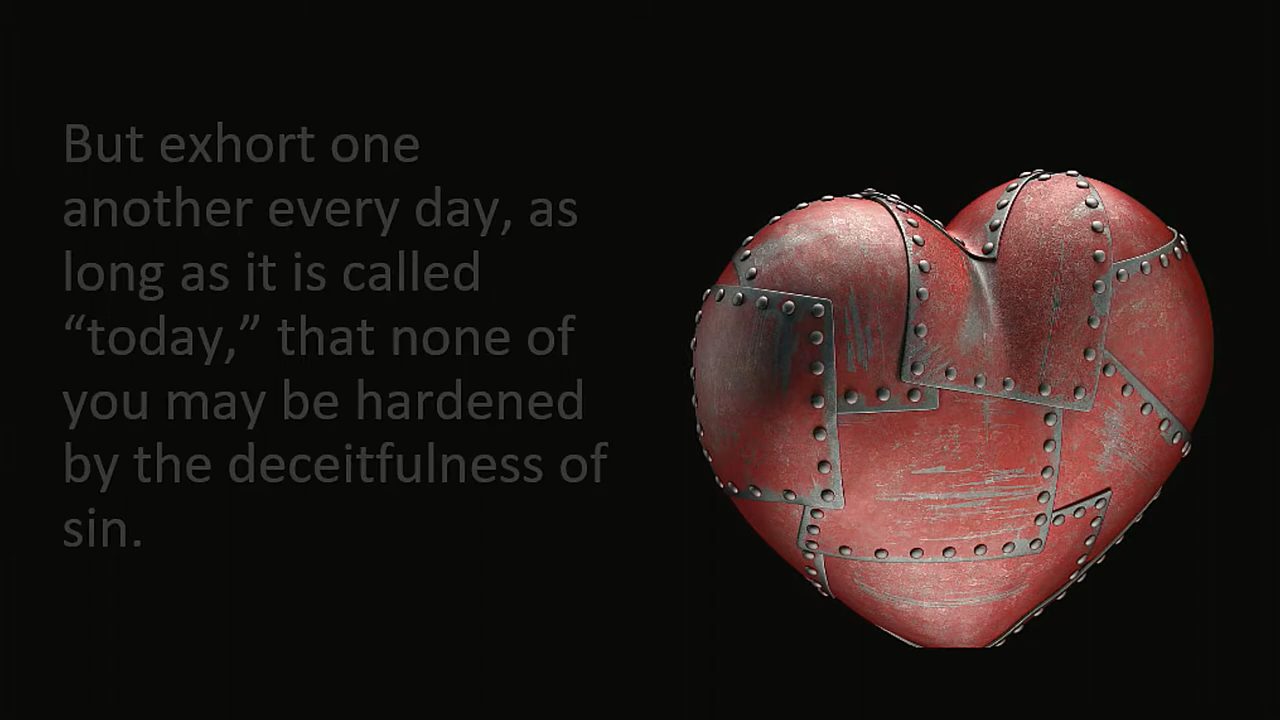 But exhort one
another every day, as
long as it is called
“today,” that none of
you may be hardened
by the deceitfulness of
sin.